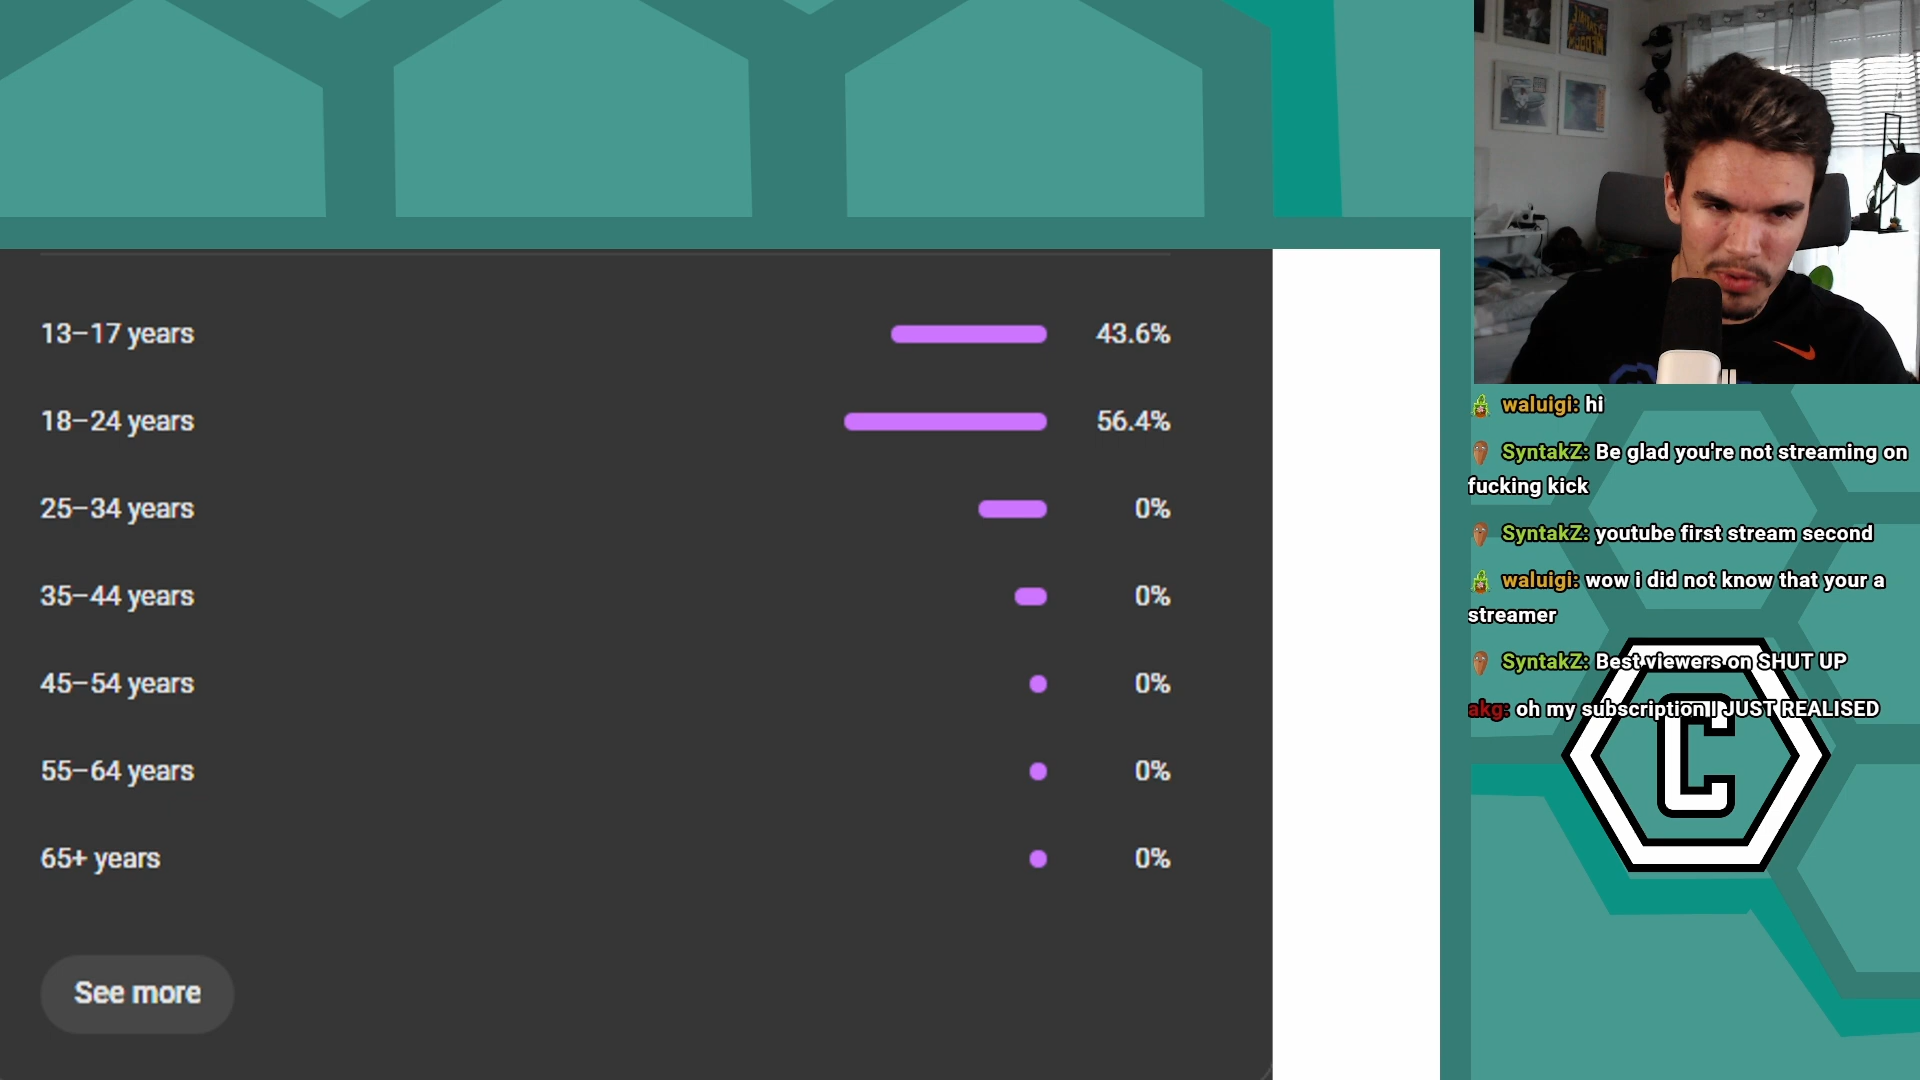 13–17 years 43.6%
18–24 years 56.4%
25–34 years 0%
35–44 years 0%
45–54 years 0%
55–64 years 0%
65+ years 0%
See more
waluigi: hi
SyntakZ: Be glad you're not streaming on
fucking kick
SyntakZ: youtube first stream second
waluigi: wow i did not know that your a
streamer
SyntakZ: Best viewers on SHUT UP
akg: oh my subscription I JUST REALISED
C